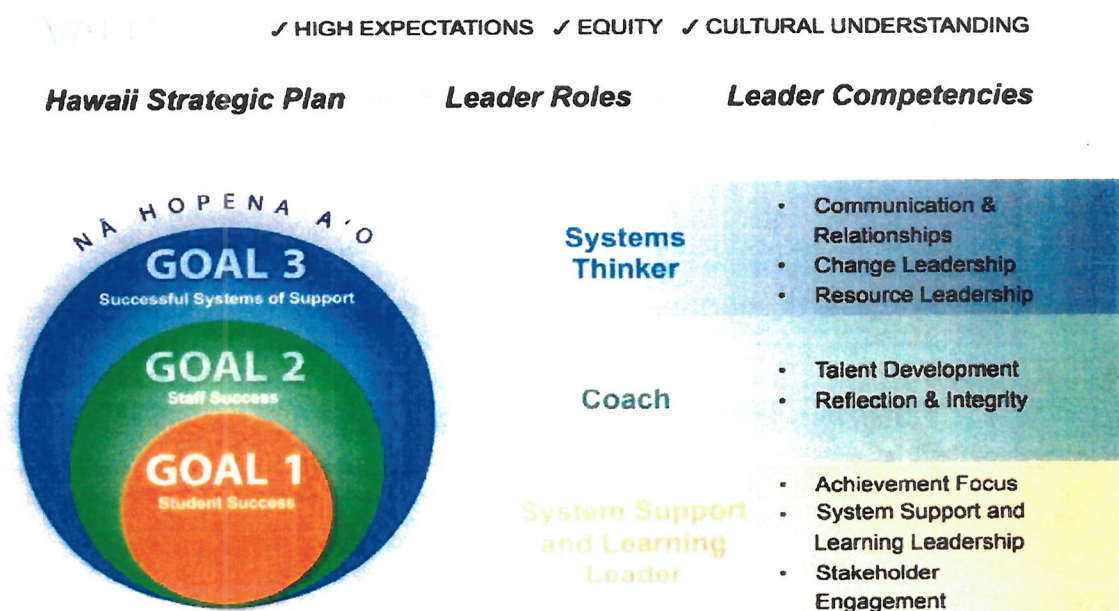 ✓ HIGH EXPECTATIONS ✓ EQUITY ✓ CULTURAL UNDERSTANDING
Hawaii Strategic Plan Leader Roles Leader Competencies
NĀ HOPENA AʻO
GOAL 3
Successful Systems of Support
GOAL 2
Staff Success
GOAL 1
Student Success
Systems
Thinker
• Communication &
Relationships
• Change Leadership
• Resource Leadership
Coach
• Talent Development
• Reflection & Integrity
System Support
and Learning
Leader
• Achievement Focus
• System Support and
Learning Leadership
• Stakeholder
Engagement